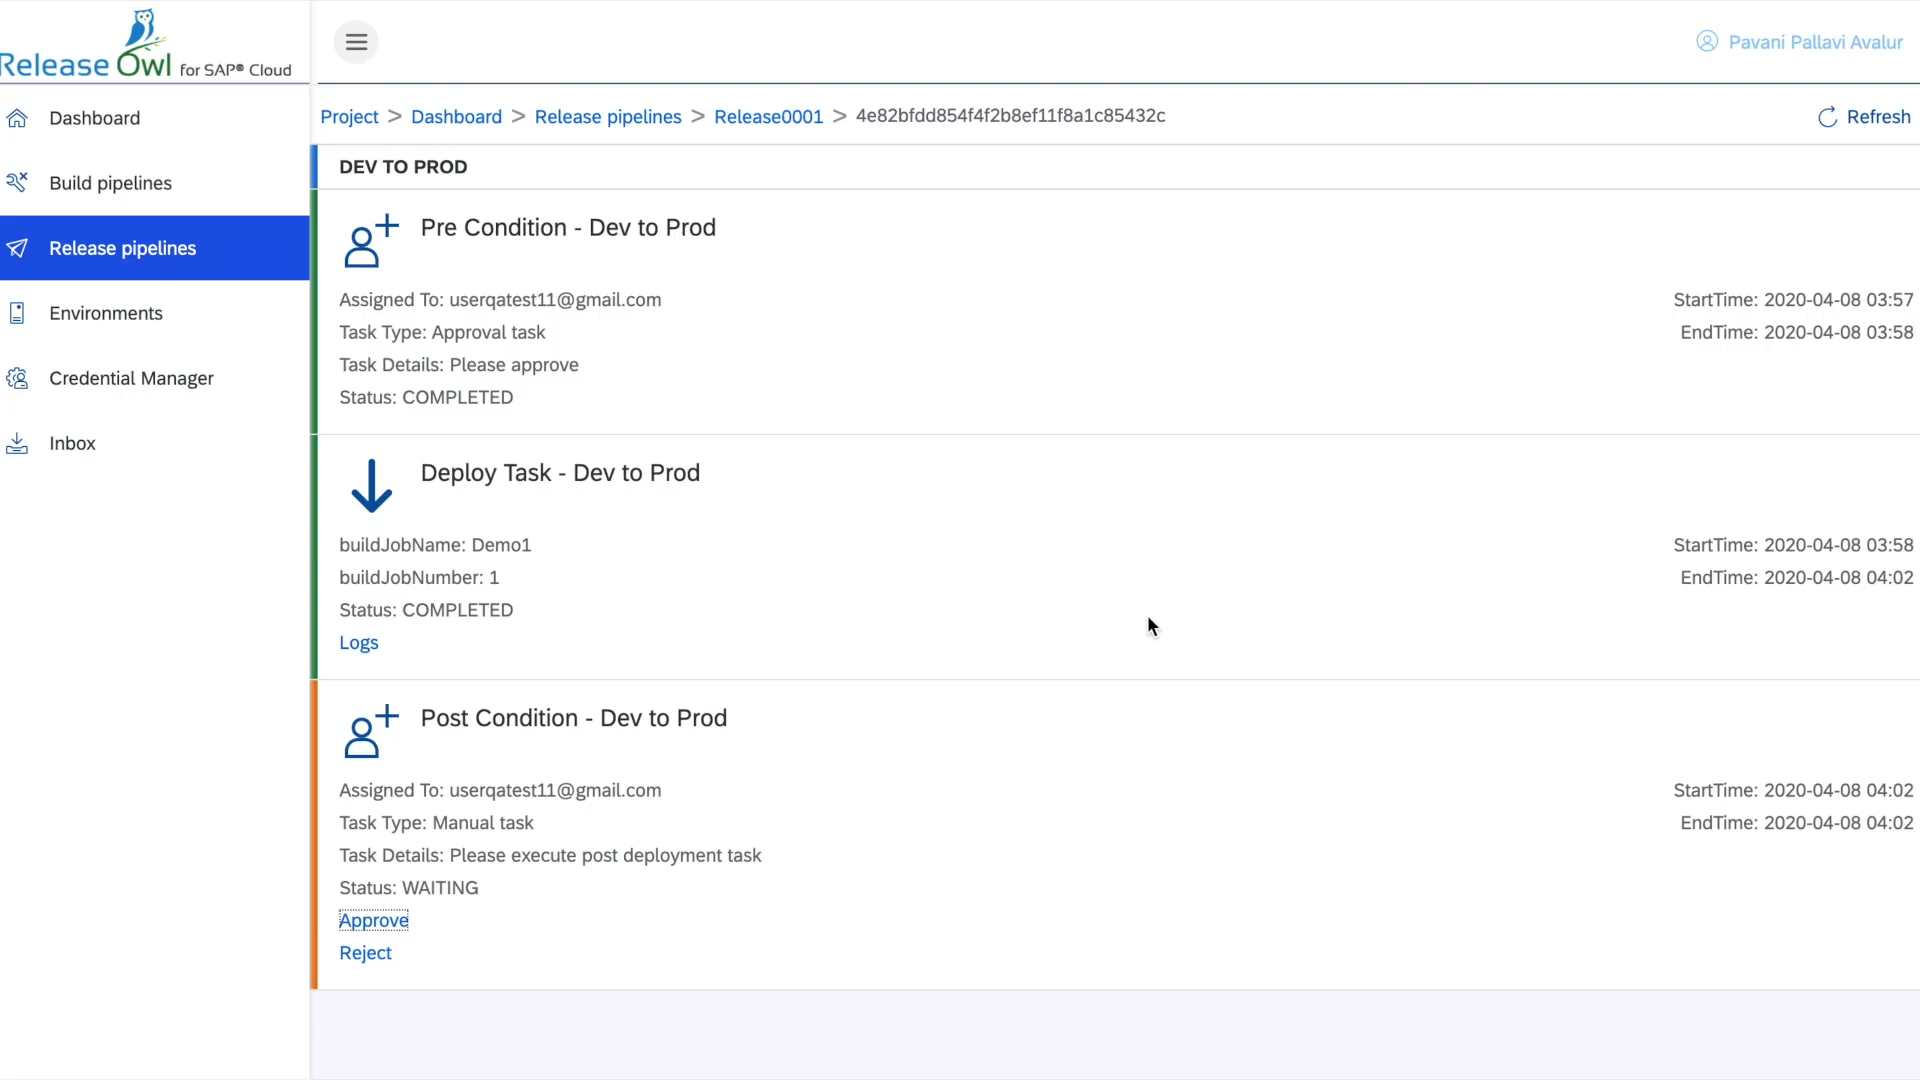 Release Owl for SAP® Cloud
Pavani Pallavi Avalur
Dashboard
Build pipelines
Release pipelines
Environments
Credential Manager
Inbox
Project > Dashboard > Release pipelines > Release0001 > 4e82bfdd854f4f2b8ef11f8a1c85432c
Refresh
DEV TO PROD
Pre Condition - Dev to Prod
Assigned To: userqatest11@gmail.com
StartTime: 2020-04-08 03:57
Task Type: Approval task
EndTime: 2020-04-08 03:58
Task Details: Please approve
Status: COMPLETED
Deploy Task - Dev to Prod
buildJobName: Demo1
StartTime: 2020-04-08 03:58
buildJobNumber: 1
EndTime: 2020-04-08 04:02
Status: COMPLETED
Logs
Post Condition - Dev to Prod
Assigned To: userqatest11@gmail.com
StartTime: 2020-04-08 04:02
Task Type: Manual task
EndTime: 2020-04-08 04:02
Task Details: Please execute post deployment task
Status: WAITING
Approve
Reject